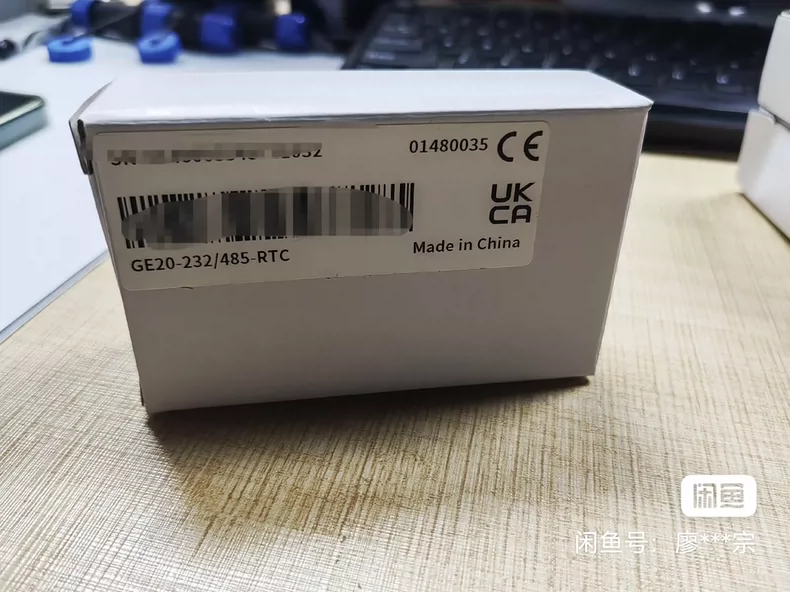 01480035 CE
UK
CA
GE20-232/485-RTC
Made in China
闲鱼
闲鱼号：廖***宗